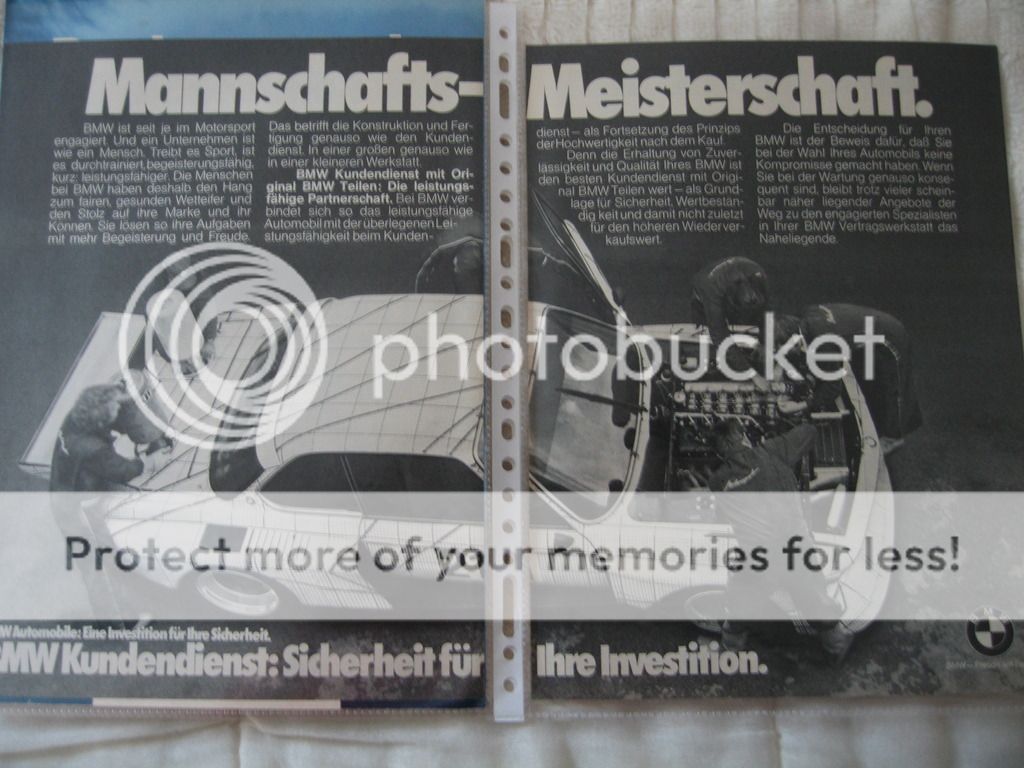 Mannschafts-
Meisterschaft.
BMW ist seit je im Motorsport
engagiert. Und ein Unternehmen ist
wie ein Mensch. Treibt es Sport, ist
es durchtrainiert, begeisterungsfähig,
kurz: leistungsfähiger. Die Menschen
bei BMW haben deshalb den Hang
zum fairen, gesunden Wetteifer und
den Stolz auf ihre Marke und ihr
Können. Sie lösen so ihre Aufgaben
mit mehr Begeisterung und Freude.
Das betrifft die Konstruktion und Fer-
tigung genauso wie den Kunden-
dienst. In einer großen genauso wie
in einer kleineren Werkstatt.
BMW Kundendienst mit Ori-
ginal BMW Teilen: Die leistungs-
fähige Partnerschaft. Bei BMW ver-
bindet sich so das leistungsfähige
Automobil mit der überlegenen Lei-
stungsfähigkeit beim Kunden-
dienst – als Fortsetzung des Prinzips
der Hochwertigkeit nach dem Kauf.
Denn die Erhaltung von Zuver-
lässigkeit und Qualität Ihres BMW ist
den besten Kundendienst mit Origi-
nal BMW Teilen wert – als Grund-
lage für Sicherheit, Wertbestän-
digkeit und damit nicht zuletzt
für den höheren Wiederver-
kaufswert.
Die Entscheidung für Ihren
BMW ist der Beweis dafür, daß Sie
bei der Wahl Ihres Automobils keine
Kompromisse gemacht haben. Wenn
Sie bei der Wartung genauso konse-
quent sind, bleibt trotz vieler schein-
bar näher liegender Angebote der
Weg zu den engagierten Spezialisten
in Ihrer BMW Vertragswerkstatt das
Naheliegende.
photobucket
Protect more of your memories for less!
W Automobile: Eine Investition für Ihre Sicherheit.
MW Kundendienst: Sicherheit für Ihre Investition.